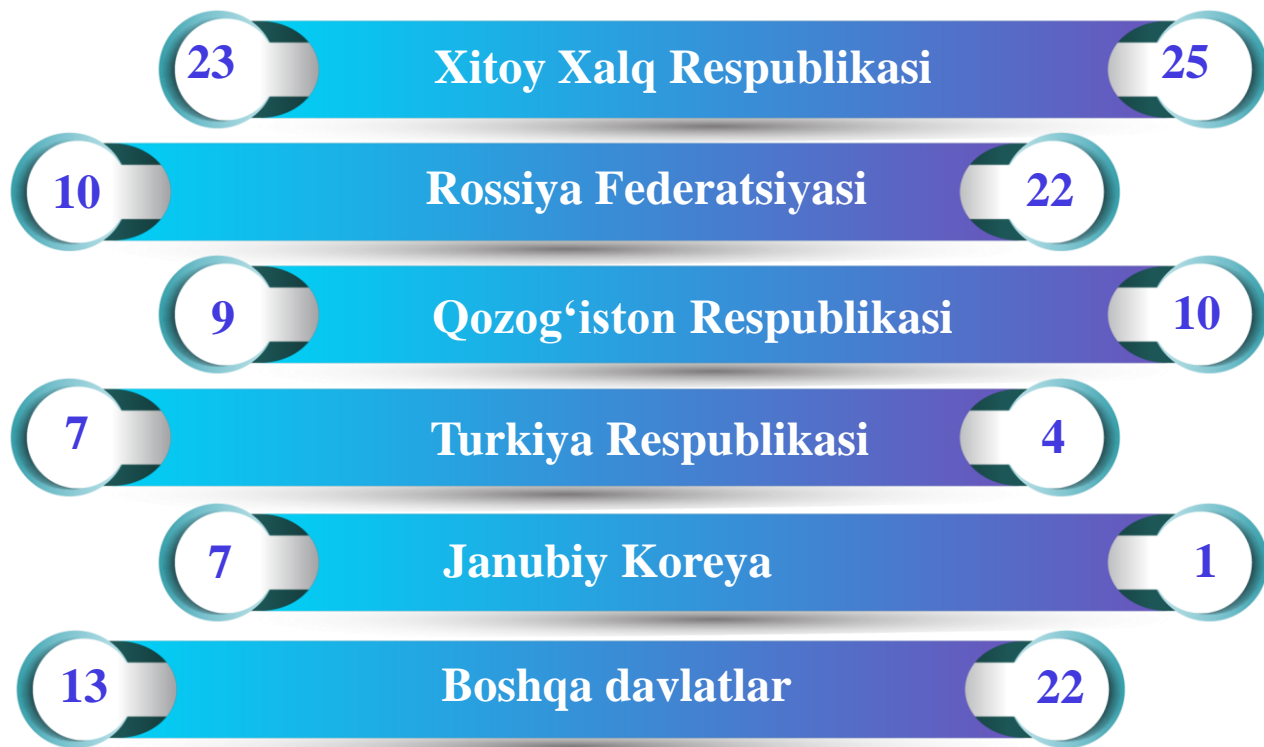 23 Xitoy Xalq Respublikasi 25
10 Rossiya Federatsiyasi 22
9 Qozog‘iston Respublikasi 10
7 Turkiya Respublikasi 4
7 Janubiy Koreya 1
13 Boshqa davlatlar 22